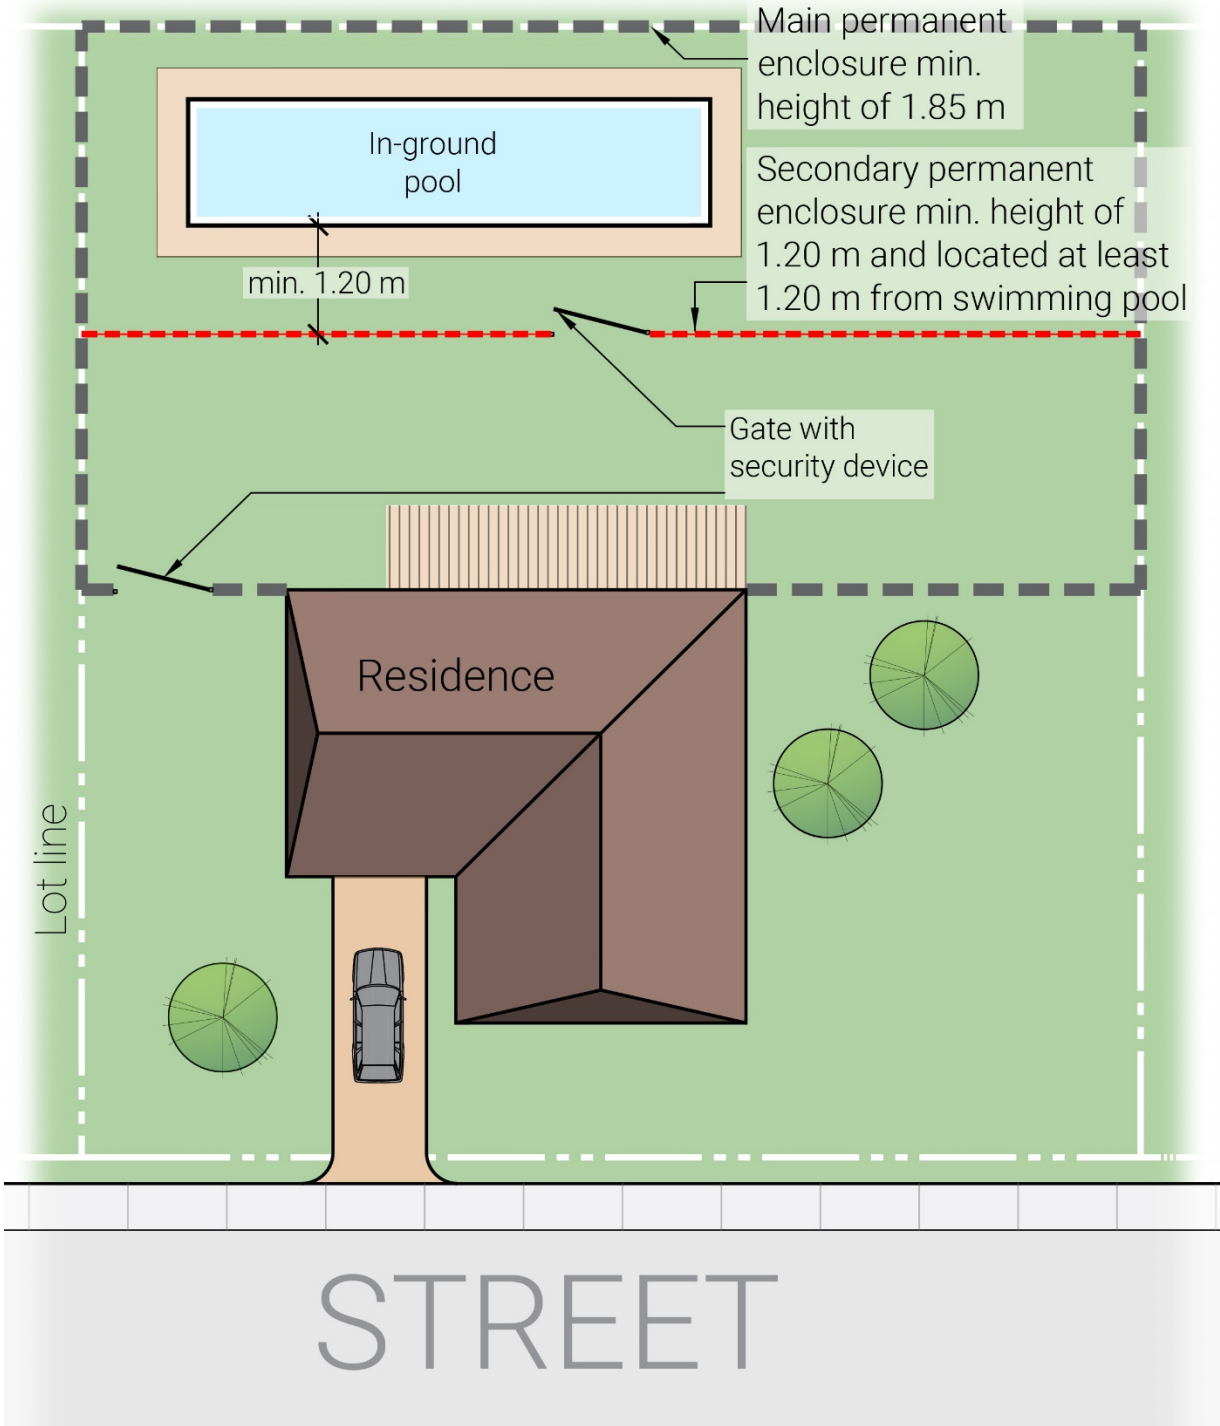 Main permanent
enclosure min.
height of 1.85 m
In-ground
pool
Secondary permanent
enclosure min. height of
1.20 m and located at least
1.20 m from swimming pool
min. 1.20 m
Gate with
security device
Residence
Lot line
STREET